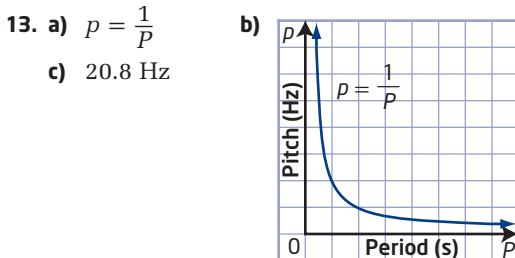 13. a) p = 1/P
b)
c) 20.8 Hz
p
p = 1/P
Pitch (Hz)
0
Period (s)
P